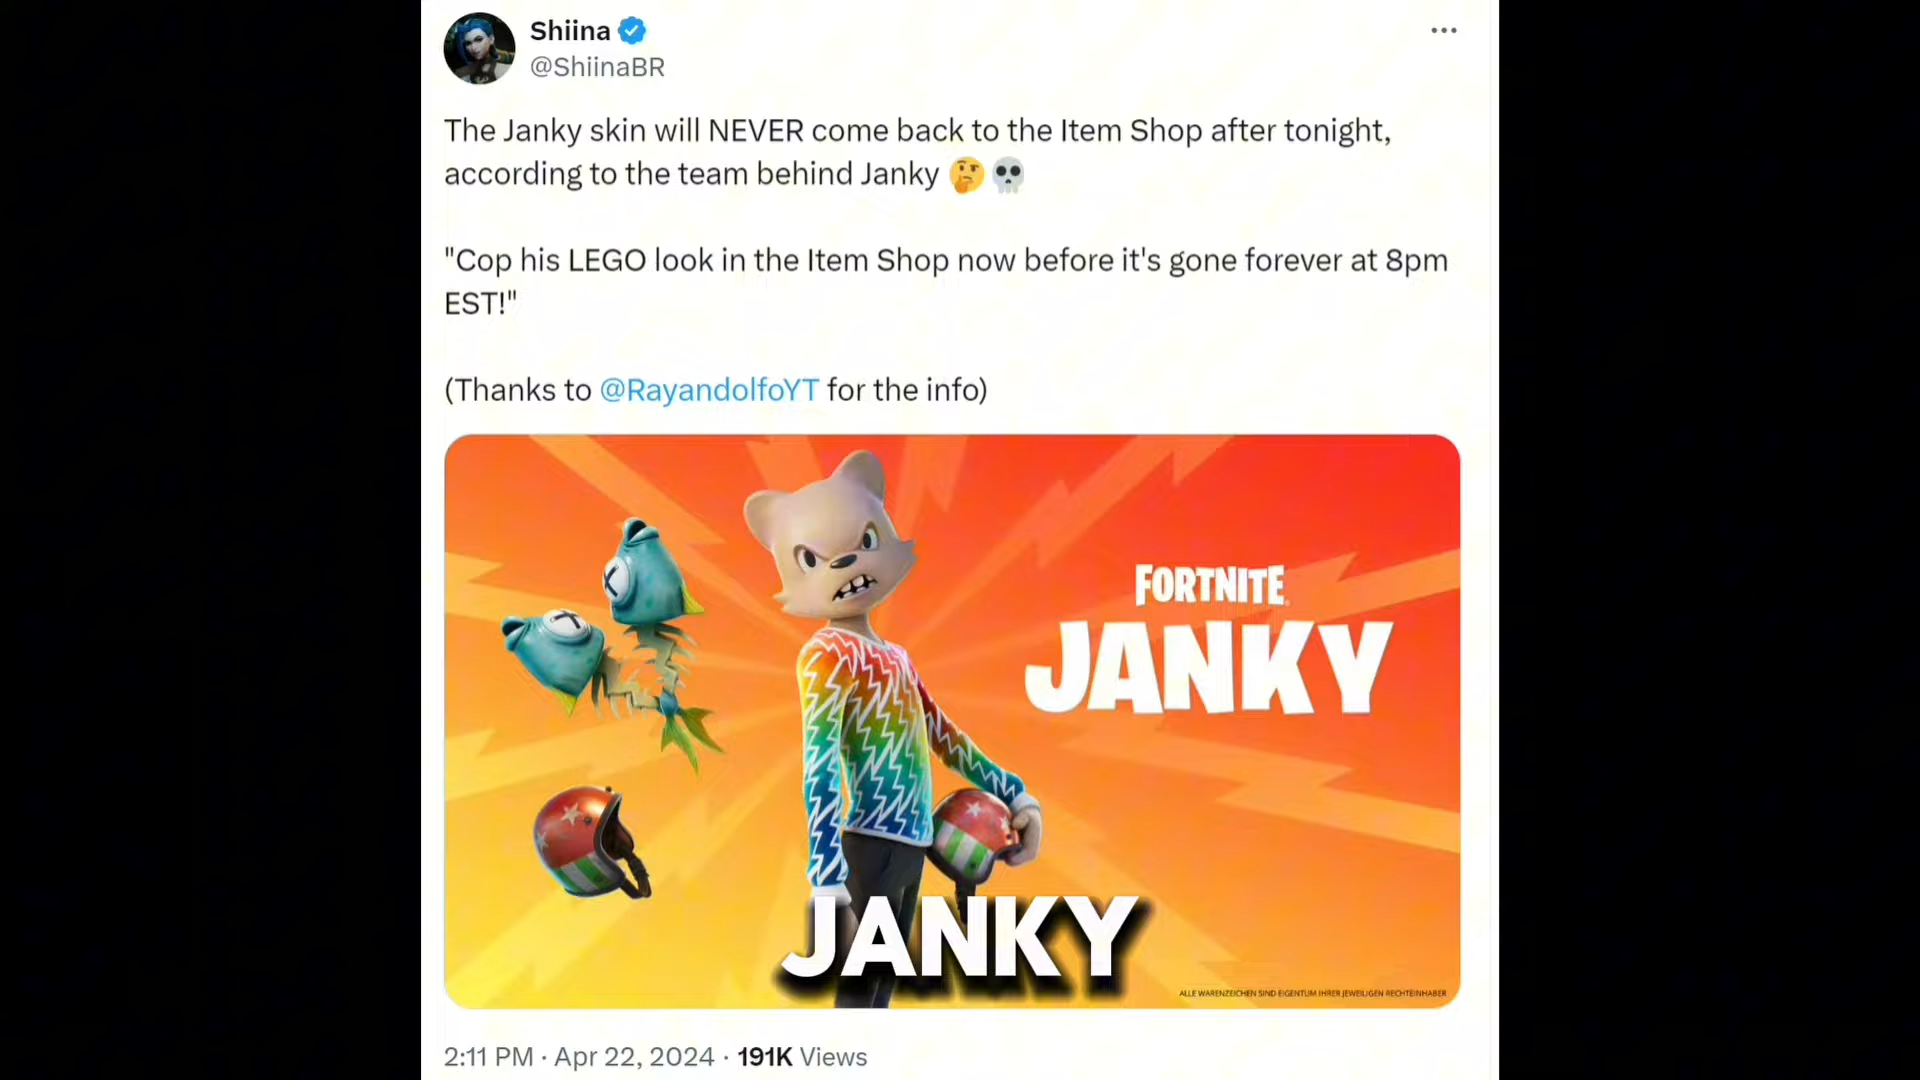 Shiina
@ShiinaBR
The Janky skin will NEVER come back to the Item Shop after tonight,
according to the team behind Janky 🤔💀
"Cop his LEGO look in the Item Shop now before it's gone forever at 8pm
EST!"
(Thanks to @RayandolfoYT for the info)
FORTNITE
JANKY
JANKY
ALLE WARENZEICHEN SIND EIGENTUM IHRER JEWEILIGEN RECHTEINHABER
2:11 PM · Apr 22, 2024 · 191K Views